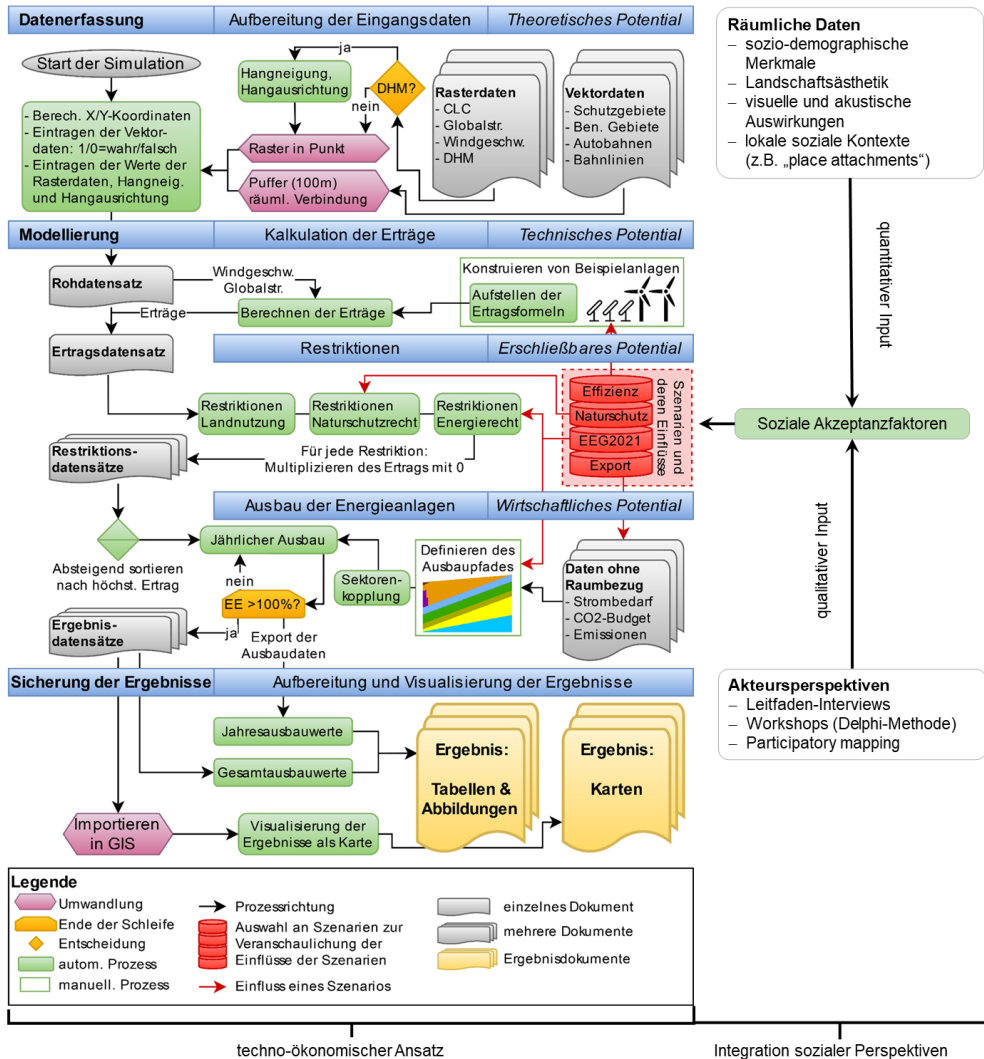 Datenerfassung
Aufbereitung der Eingangsdaten
Theoretisches Potential
Start der Simulation
- Berech. X/Y-Koordinaten
- Eintragen der Vektor-
daten: 1/0=wahr/falsch
- Eintragen der Werte der
Rasterdaten, Hangneig.
und Hangausrichtung
ja
Hangneigung,
Hangausrichtung
DHM?
nein
Raster in Punkt
Puffer (100m)
räuml. Verbindung
Rasterdaten
- CLC
- Globalstr.
- Windgeschw.
- DHM
Vektordaten
- Schutzgebiete
- Ben. Gebiete
- Autobahnen
- Bahnlinien
Modellierung
Kalkulation der Erträge
Technisches Potential
Rohdatensatz
Windgeschw.
Globalstr.
Erträge
Berechnen der Erträge
Konstruieren von Beispielanlagen
Aufstellen der
Ertragsformeln
Ertragsdatensatz
Restriktionen
Erschließbares Potential
Restriktionen
Landnutzung
Restriktionen
Naturschutzrecht
Restriktionen
Energierecht
Effizienz
Naturschutz
EEG2021
Export
Szenarien und
deren Einflüsse
Restriktions-
datensätze
Für jede Restriktion:
Multiplizieren des Ertrags mit 0
Ausbau der Energieanlagen
Wirtschaftliches Potential
Absteigend sortieren
nach höchst. Ertrag
Jährlicher Ausbau
nein
EE >100%?
ja
Export der
Ausbaudaten
Sektoren-
kopplung
Definieren des
Ausbaupfades
Daten ohne
Raumbezug
- Strombedarf
- CO2-Budget
- Emissionen
Ergebnis-
datensätze
Sicherung der Ergebnisse
Aufbereitung und Visualisierung der Ergebnisse
Jahresausbauwerte
Gesamtausbauwerte
Ergebnis:
Tabellen &
Abbildungen
Ergebnis:
Karten
Importieren
in GIS
Visualisierung der
Ergebnisse als Karte
Legende
Umwandlung
Ende der Schleife
Entscheidung
autom. Prozess
manuell. Prozess
Prozessrichtung
Auswahl an Szenarien zur
Veranschaulichung der
Einflüsse der Szenarien
Einfluss eines Szenarios
einzelnes Dokument
mehrere Dokumente
Ergebnisdokumente
techno-ökonomischer Ansatz
Räumliche Daten
– sozio-demographische
Merkmale
– Landschaftsästhetik
– visuelle und akustische
Auswirkungen
– lokale soziale Kontexte
(z.B. „place attachments“)
quantitativer Input
Soziale Akzeptanzfaktoren
qualitativer Input
Akteursperspektiven
– Leitfaden-Interviews
– Workshops (Delphi-Methode)
– Participatory mapping
Integration sozialer Perspektiven